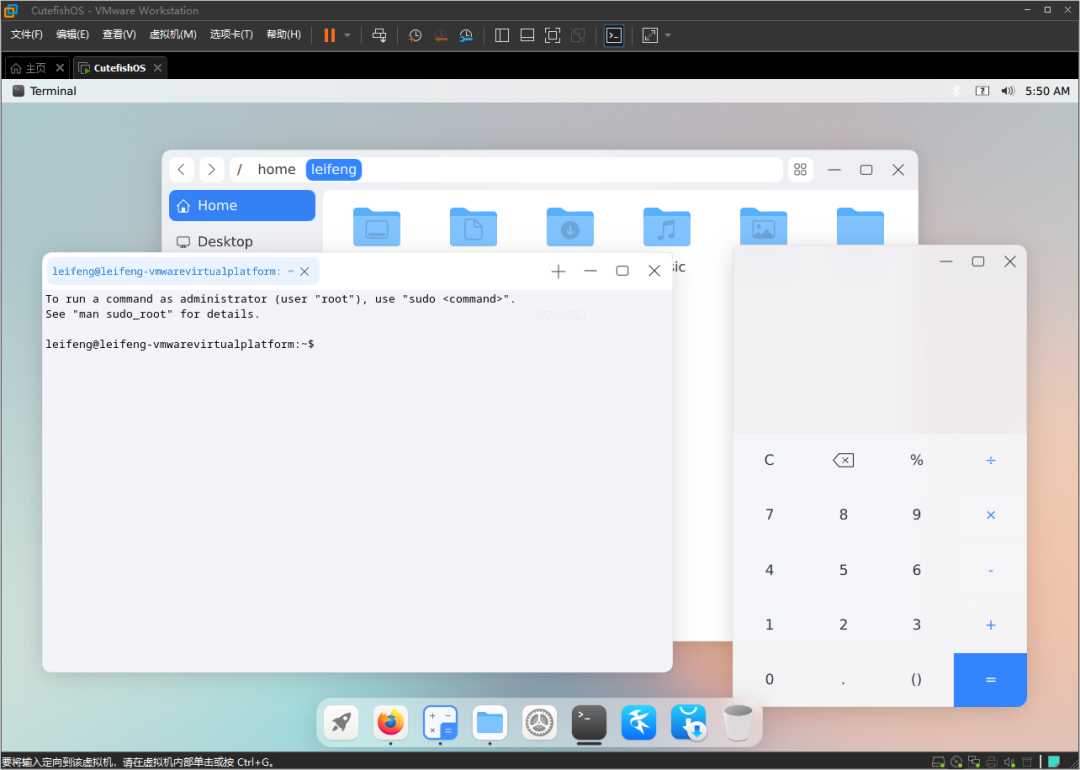 CutefishOS - VMware Workstation
文件(F) 编辑(E) 查看(V) 虚拟机(M) 选项卡(T) 帮助(H)
主页 CutefishOS
Terminal 5:50 AM
/ home leifeng
Home
Desktop
leifeng@leifeng-vmwarevirtualplatform: ~
To run a command as administrator (user "root"), use "sudo <command>".
See "man sudo_root" for details.
leifeng@leifeng-vmwarevirtualplatform:~$
C % ÷
7 8 9 ×
4 5 6 -
1 2 3 +
0 . () =
要将输入定向到该虚拟机，请在虚拟机内部单击或按 Ctrl+G。